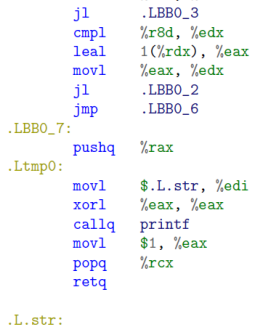 jl .LBB0_3
cmpl %r8d, %edx
leal 1(%rdx), %eax
movl %eax, %edx
jl .LBB0_2
jmp .LBB0_6
.LBB0_7:
pushq %rax
.Ltmp0:
movl $.L.str, %edi
xorl %eax, %eax
callq printf
movl $1, %eax
popq %rcx
retq
.L.str: